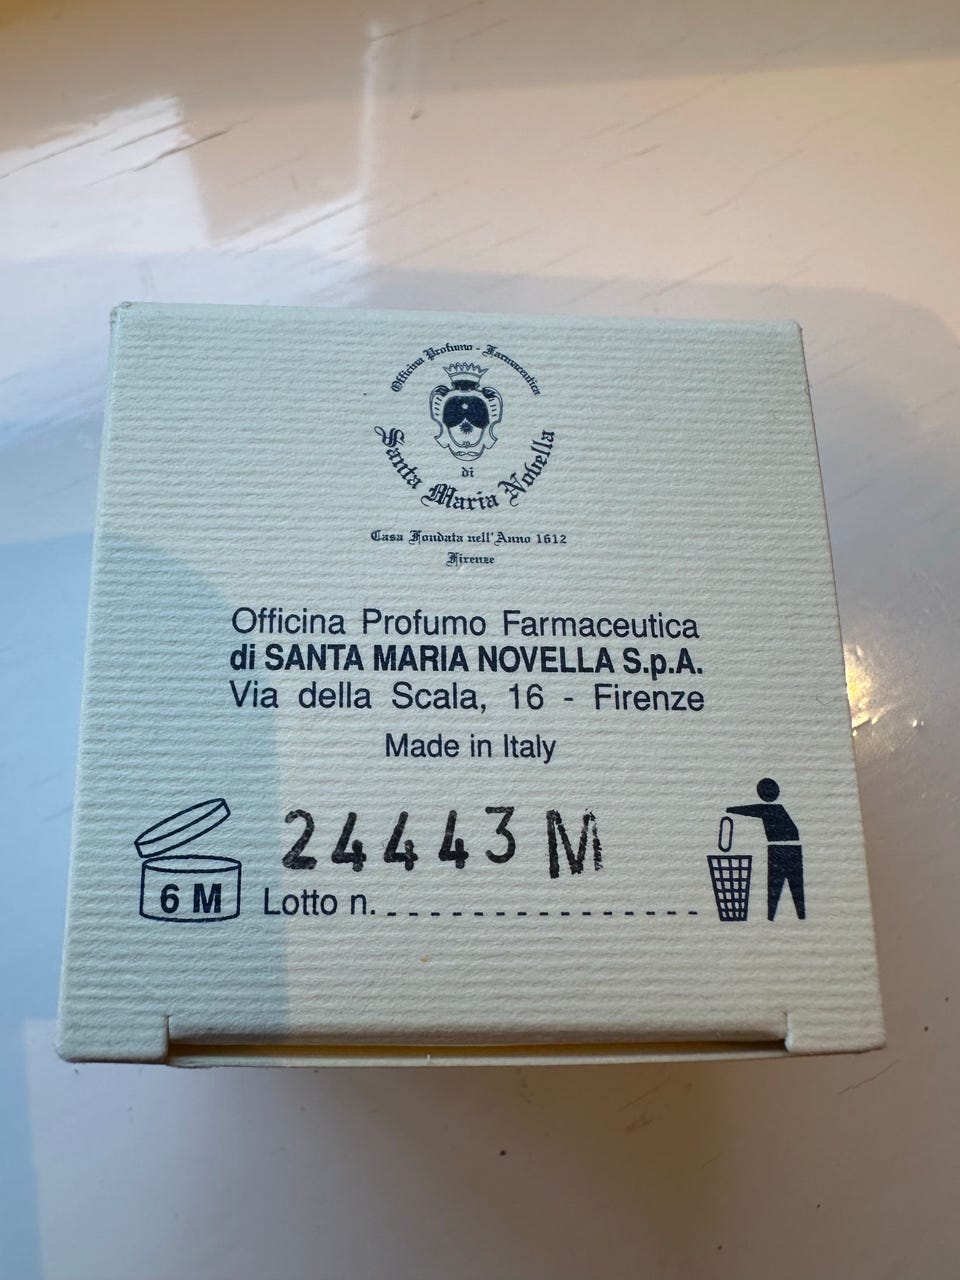 Officina Profumo - Farmaceutica
di
Santa Maria Novella
Casa Fondata nell'Anno 1612
Firenze
Officina Profumo Farmaceutica
di SANTA MARIA NOVELLA S.p.A.
Via della Scala, 16 - Firenze
Made in Italy
24443 M
6 M
Lotto n.